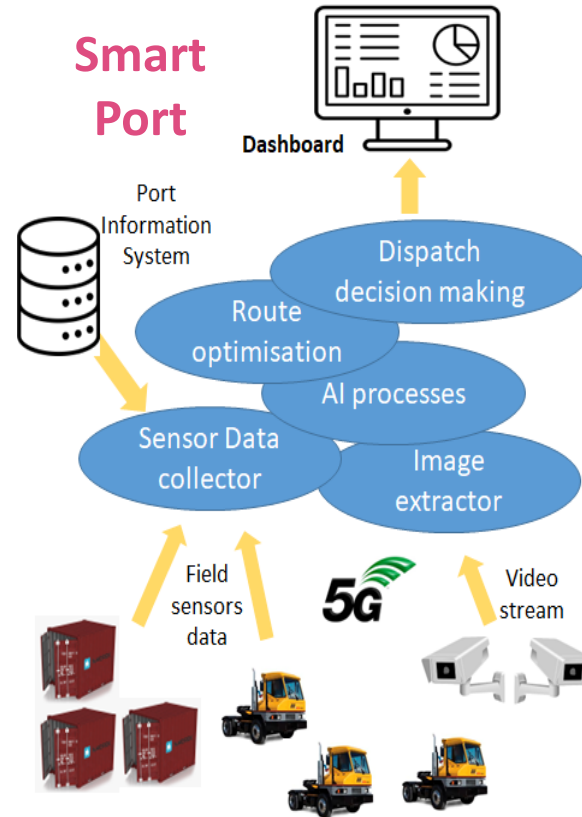 Smart
Port
Dashboard
Port
Information
System
Dispatch
decision making
Route
optimisation
AI processes
Sensor Data
collector
Image
extractor
Field
sensors
data
5G
Video
stream